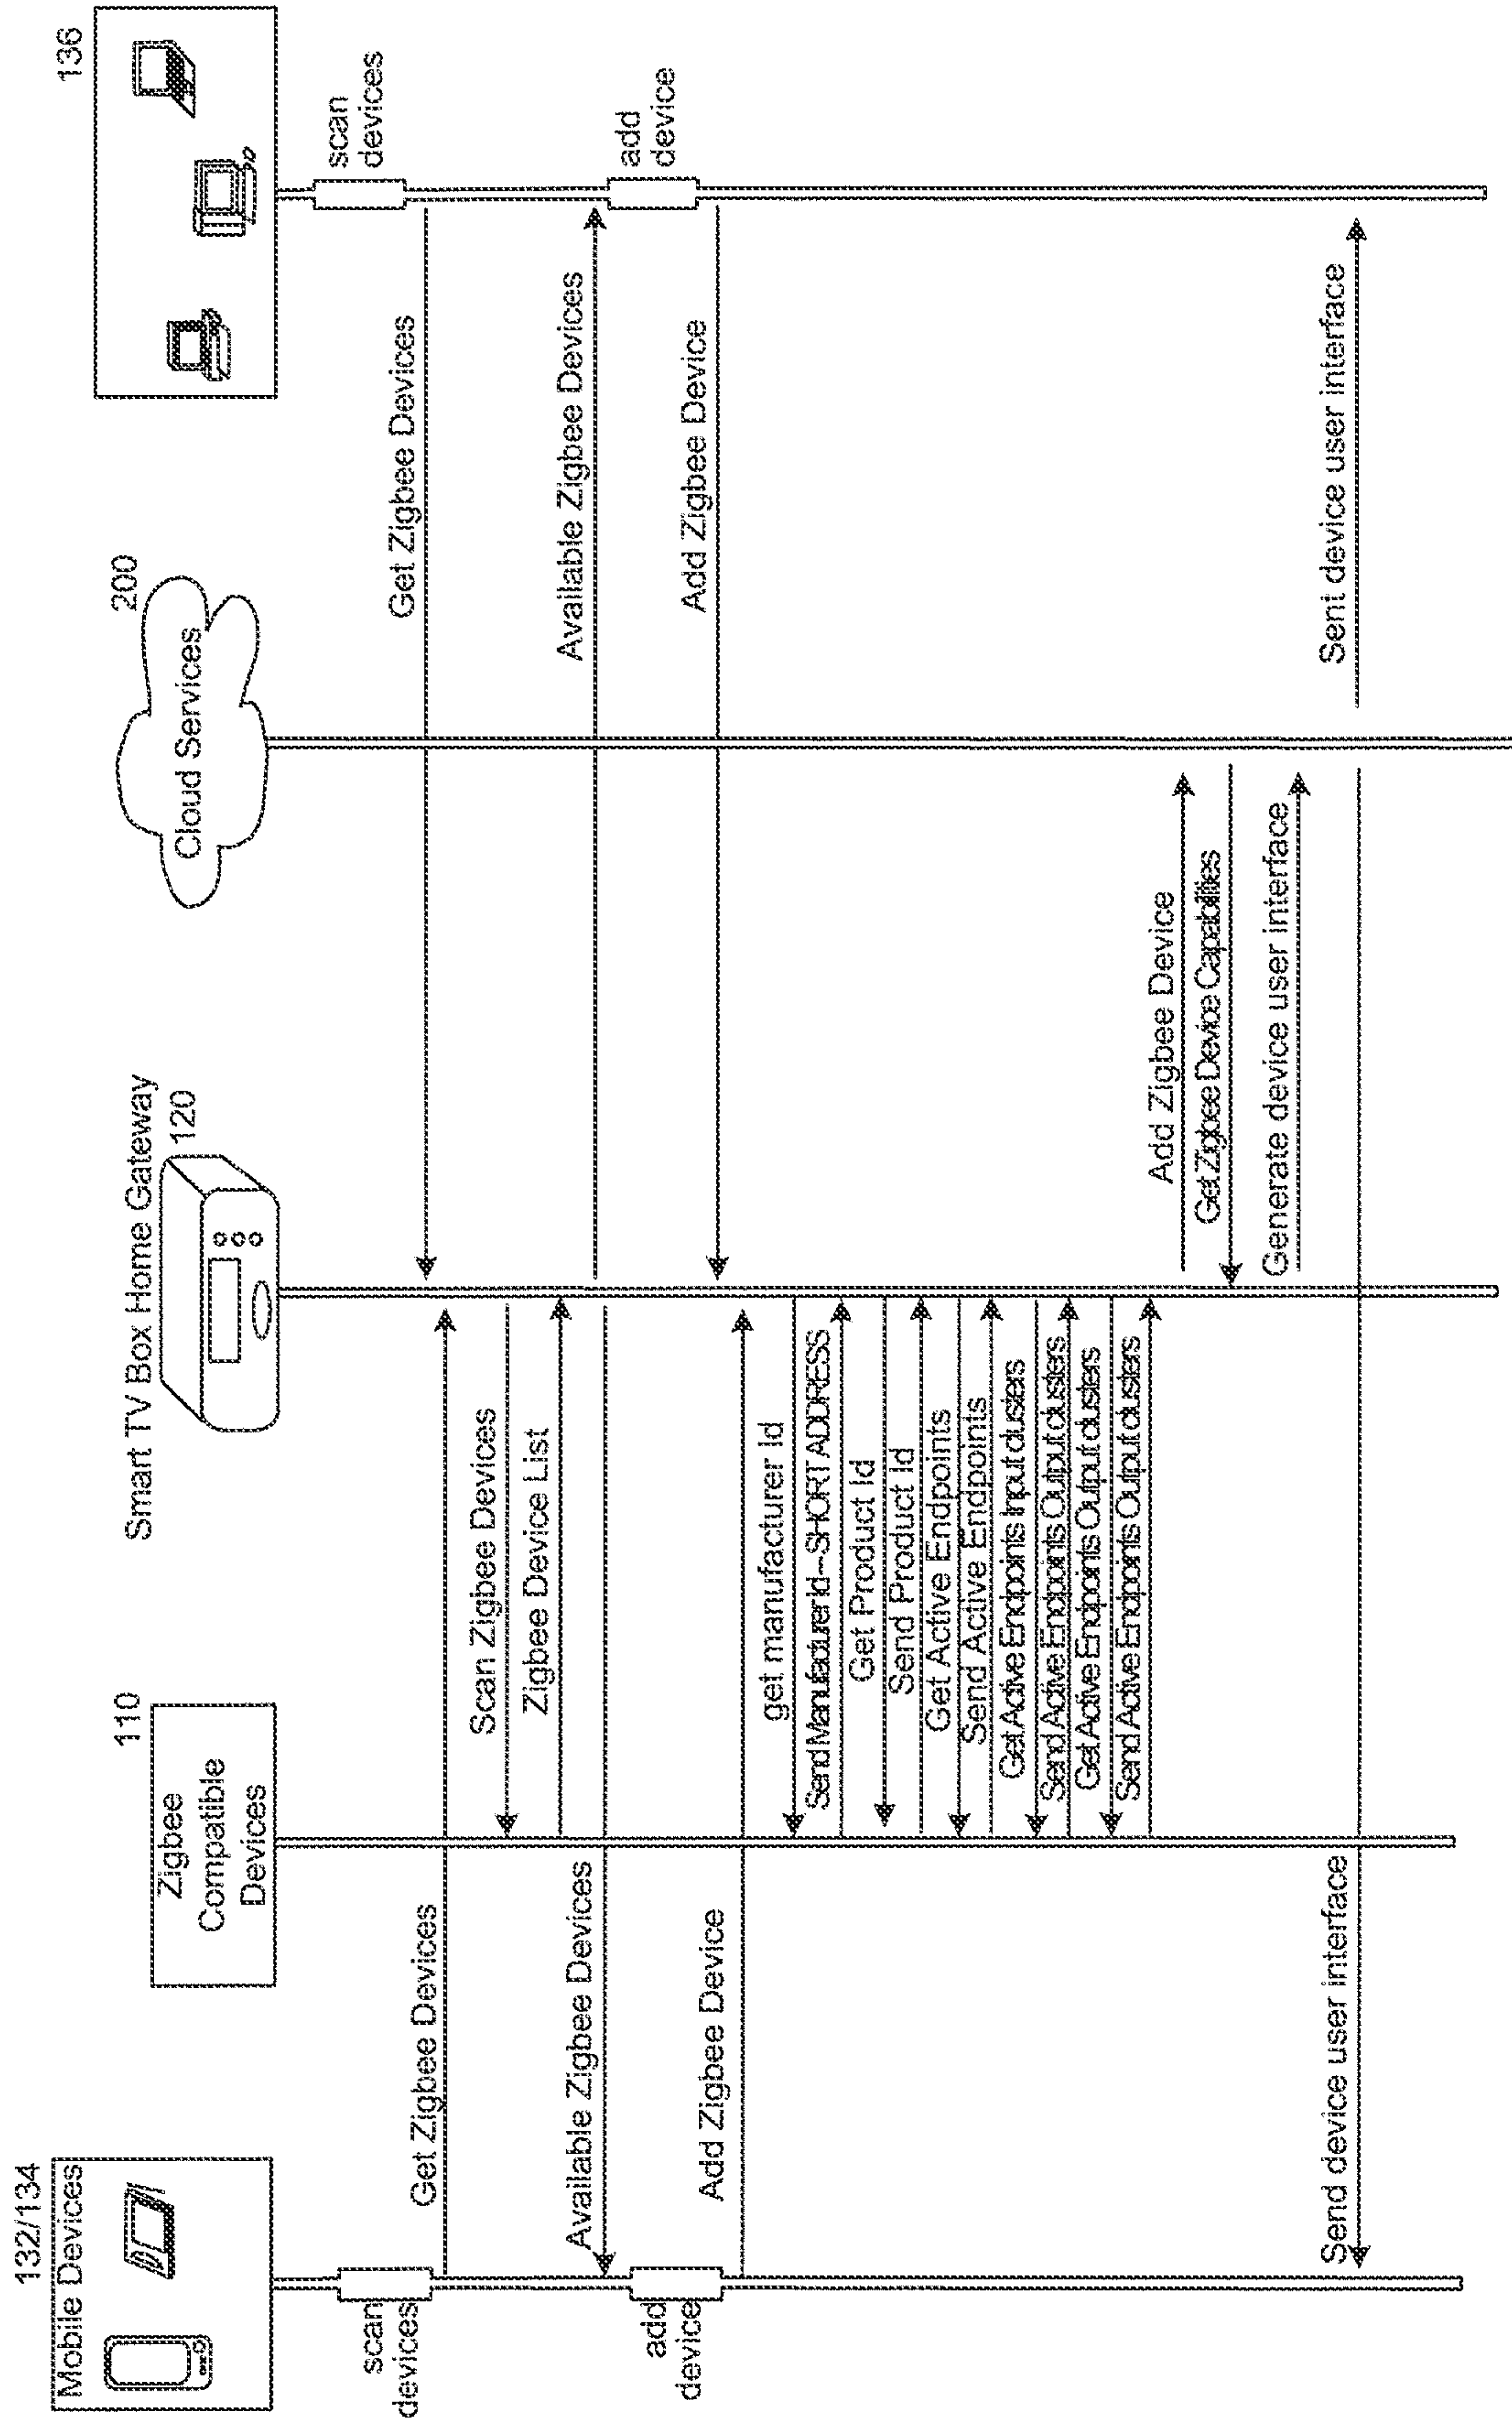 132/134
Mobile Devices
110
Zigbee
Compatible
Devices
Smart TV Box Home Gateway
120
200
Cloud Services
136
scan
devices
scan
devices
Get Zigbee Devices
Get Zigbee Devices
Scan Zigbee Devices
Zigbee Device List
Available Zigbee Devices
Available Zigbee Devices
add
device
add
device
Add Zigbee Device
Add Zigbee Device
get manufacturer Id
Send Manufacturer Id--SHORT ADDRESS
Get Product Id
Send Product Id
Get Active Endpoints
Send Active Endpoints
Get Active Endpoints Input clusters
Send Active Endpoints Output clusters
Get Active Endpoints Output clusters
Send Active Endpoints Output clusters
Add Zigbee Device
Get Zigbee Device Capabilities
Generate device user interface
Send device user interface
Sent device user interface